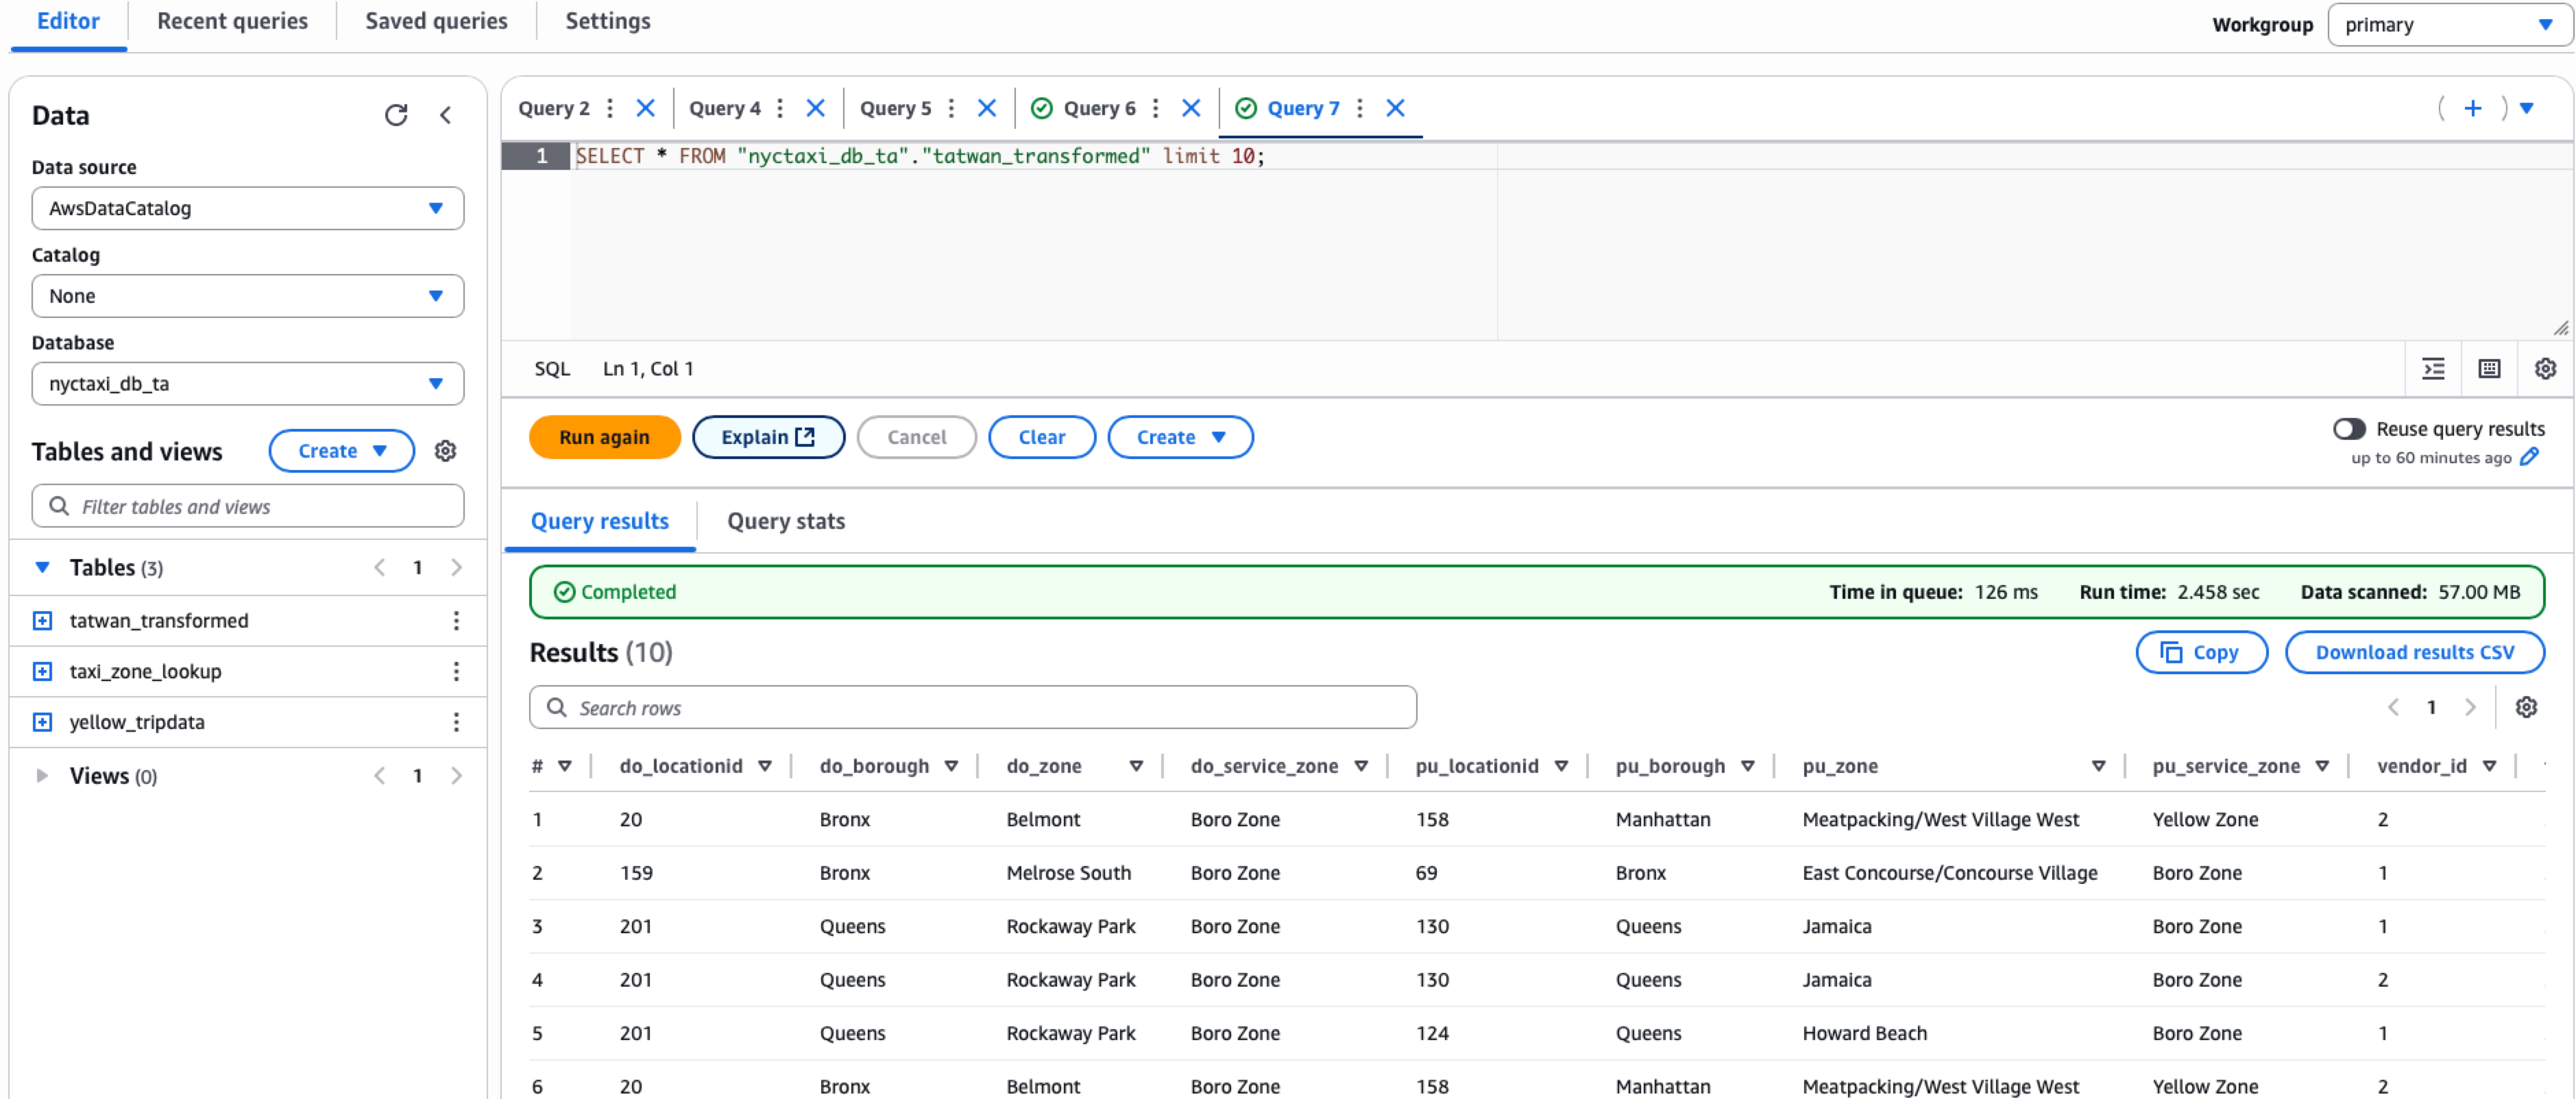 Editor Recent queries Saved queries Settings Workgroup primary
Data
Data source
AwsDataCatalog
Catalog
None
Database
nyctaxi_db_ta
Tables and views Create
Filter tables and views
Tables (3) 1
tatwan_transformed
taxi_zone_lookup
yellow_tripdata
Views (0) 1
Query 2 Query 4 Query 5 Query 6 Query 7
1 SELECT * FROM "nyctaxi_db_ta"."tatwan_transformed" limit 10;
SQL Ln 1, Col 1
Run again Explain Cancel Clear Create
Reuse query results
up to 60 minutes ago
Query results Query stats
Completed Time in queue: 126 ms Run time: 2.458 sec Data scanned: 57.00 MB
Results (10) Copy Download results CSV
Search rows 1
# do_locationid do_borough do_zone do_service_zone pu_locationid pu_borough pu_zone pu_service_zone vendor_id
1 20 Bronx Belmont Boro Zone 158 Manhattan Meatpacking/West Village West Yellow Zone 2
2 159 Bronx Melrose South Boro Zone 69 Bronx East Concourse/Concourse Village Boro Zone 1
3 201 Queens Rockaway Park Boro Zone 130 Queens Jamaica Boro Zone 1
4 201 Queens Rockaway Park Boro Zone 130 Queens Jamaica Boro Zone 2
5 201 Queens Rockaway Park Boro Zone 124 Queens Howard Beach Boro Zone 1
6 20 Bronx Belmont Boro Zone 158 Manhattan Meatpacking/West Village West Yellow Zone 2